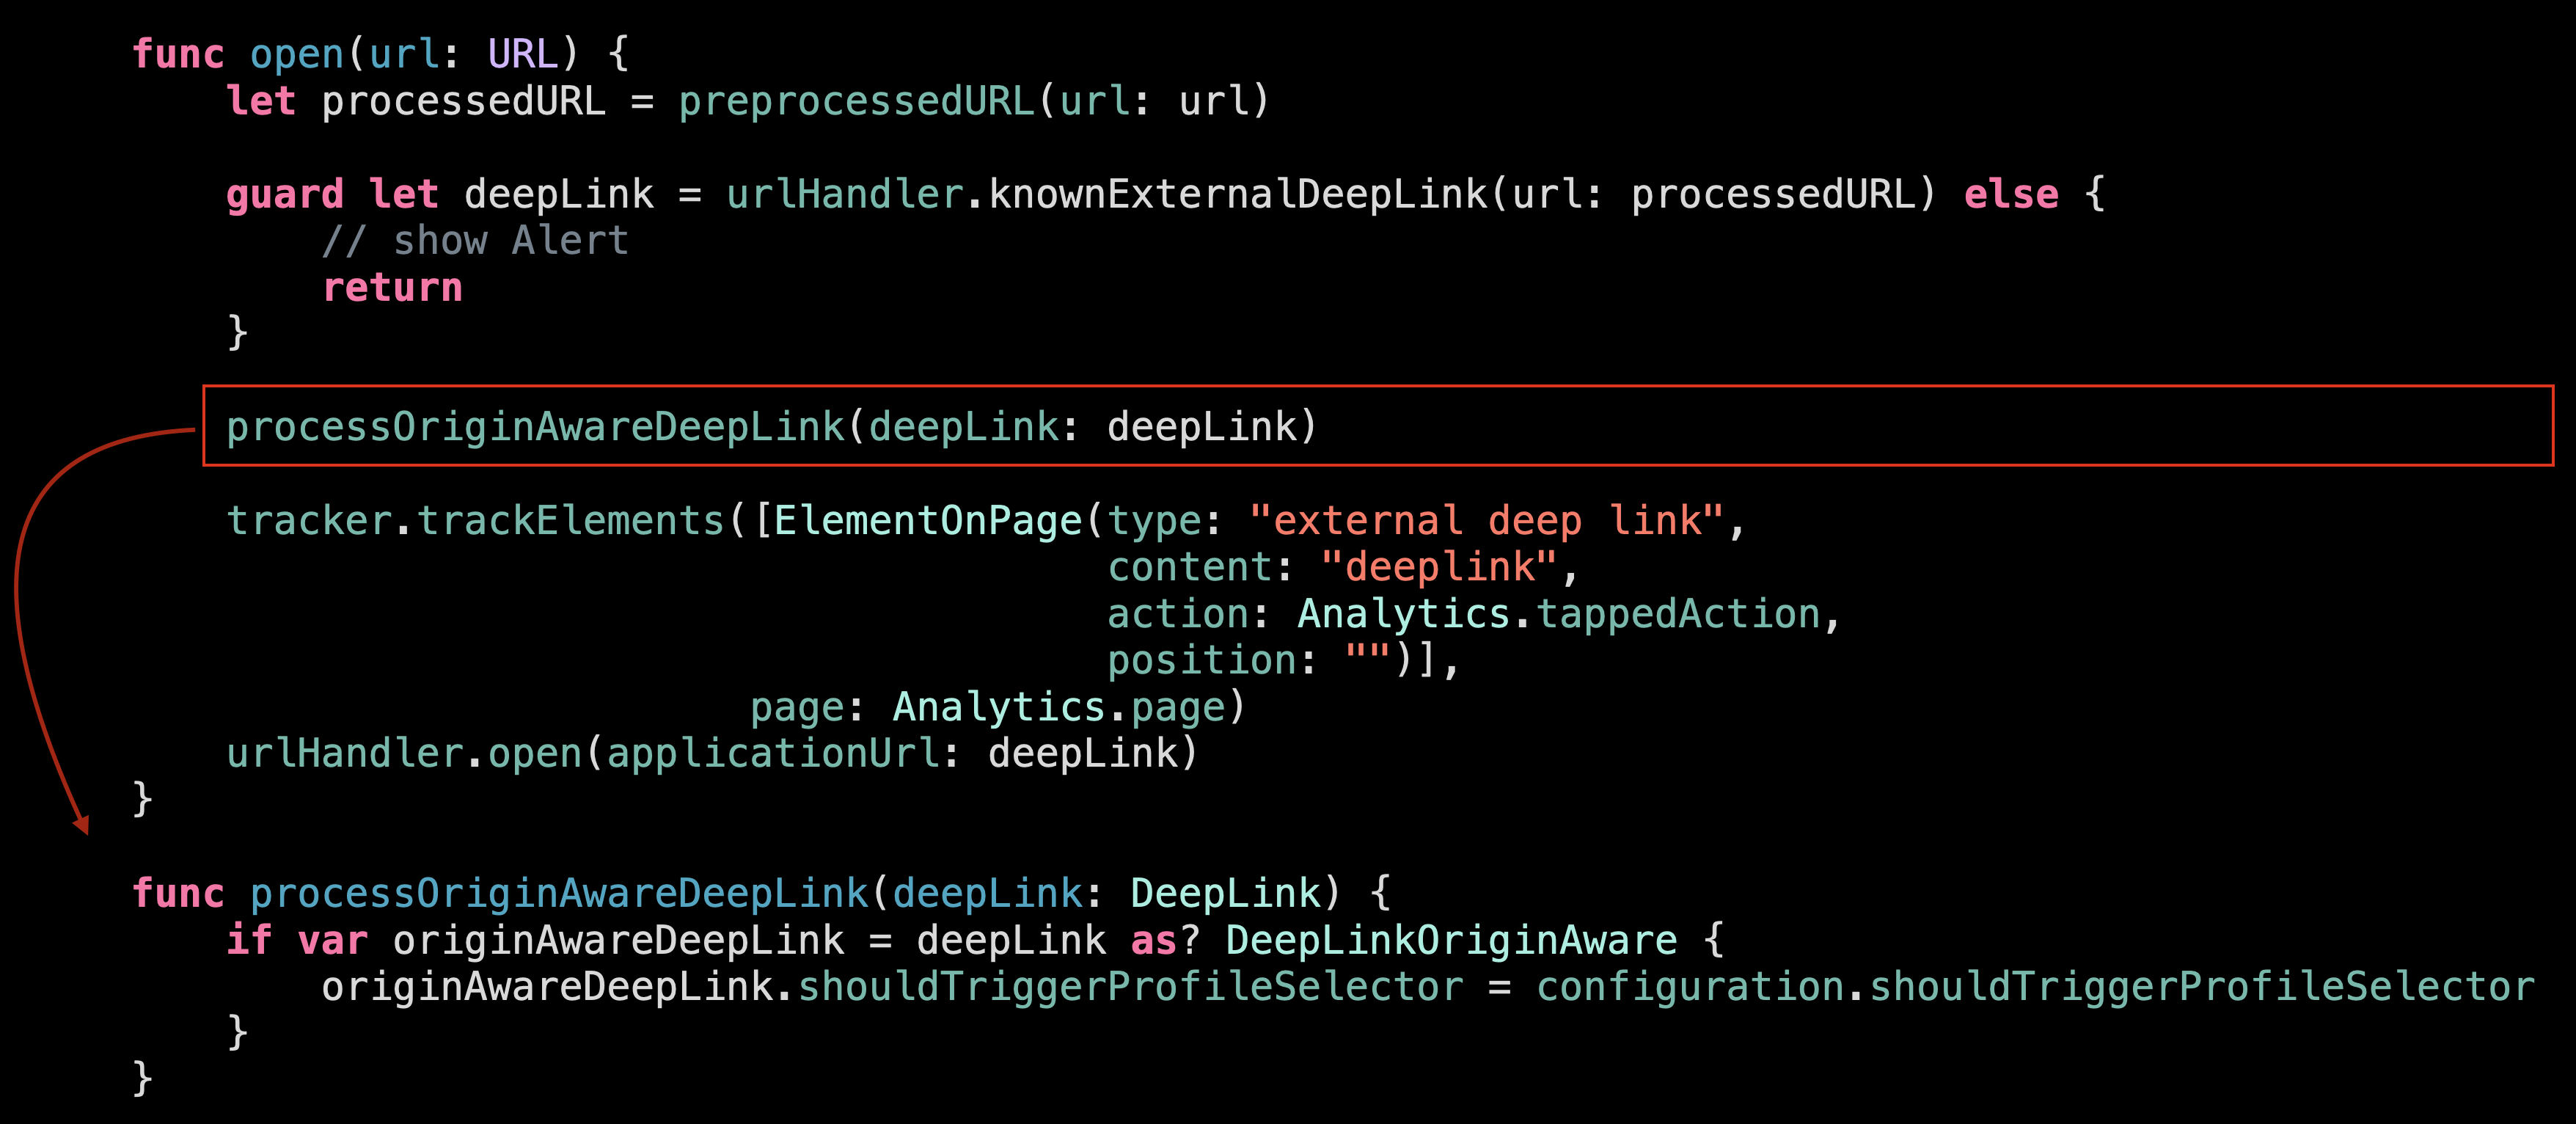 func open(url: URL) {
    let processedURL = preprocessedURL(url: url)
    guard let deepLink = urlHandler.knownExternalDeepLink(url: processedURL) else {
        // show Alert
        return
    }
    processOriginAwareDeepLink(deepLink: deepLink)
    tracker.trackElements([ElementOnPage(type: "external deep link",
                                         content: "deeplink",
                                         action: Analytics.tappedAction,
                                         position: "")],
                          page: Analytics.page)
    urlHandler.open(applicationUrl: deepLink)
}
func processOriginAwareDeepLink(deepLink: DeepLink) {
    if var originAwareDeepLink = deepLink as? DeepLinkOriginAware {
        originAwareDeepLink.shouldTriggerProfileSelector = configuration.shouldTriggerProfileSelector
    }
}